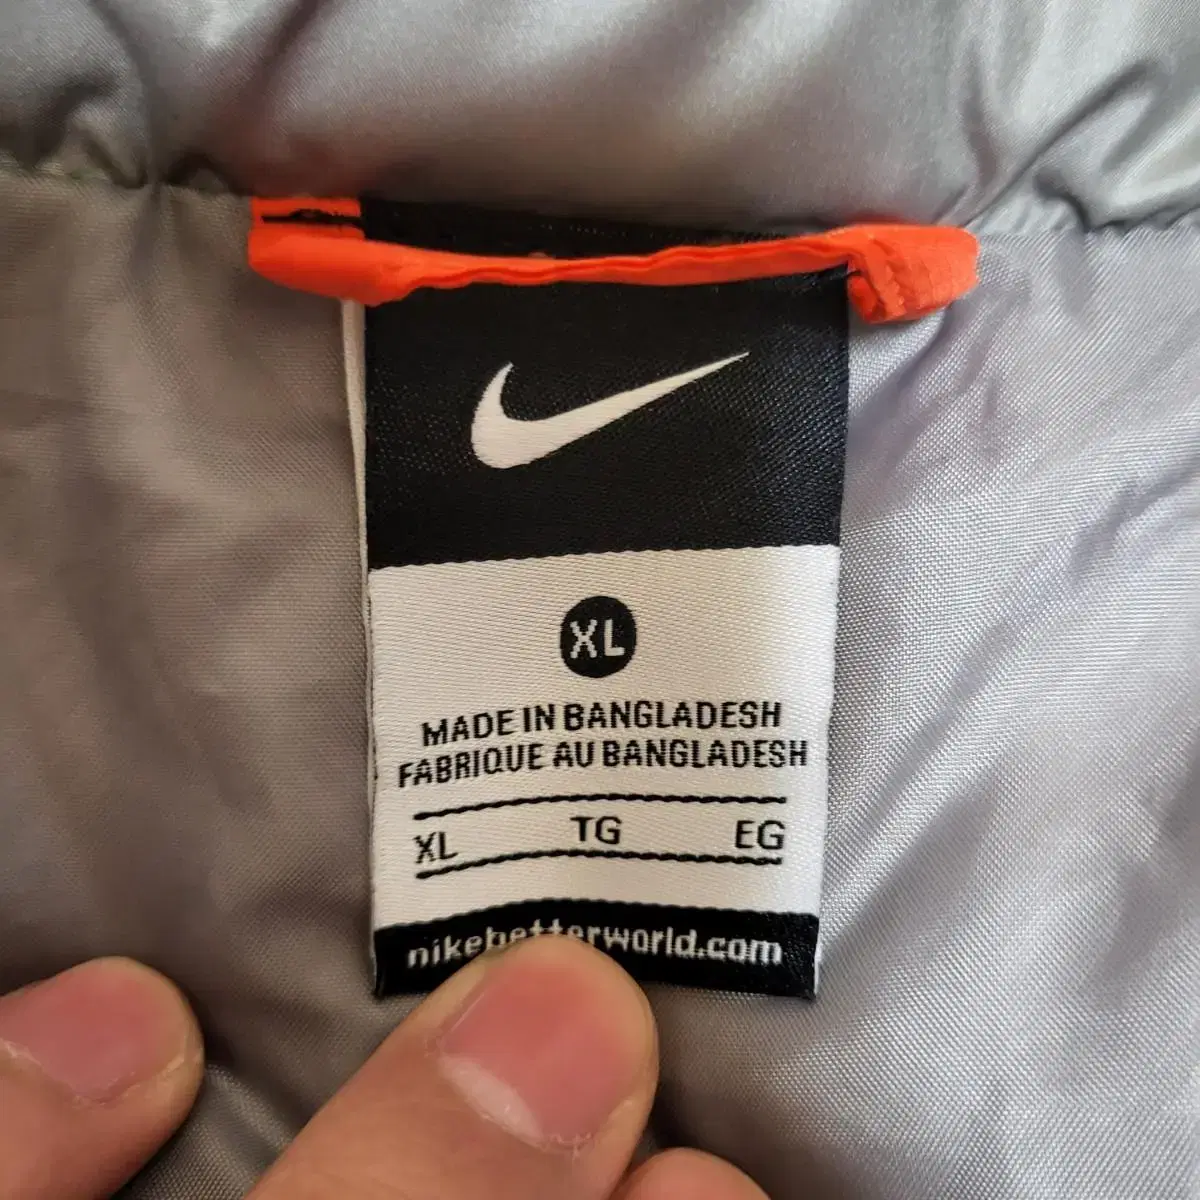 XL
MADE IN BANGLADESH
FABRIQUE AU BANGLADESH
XL TG EG
nikebetterworld.com